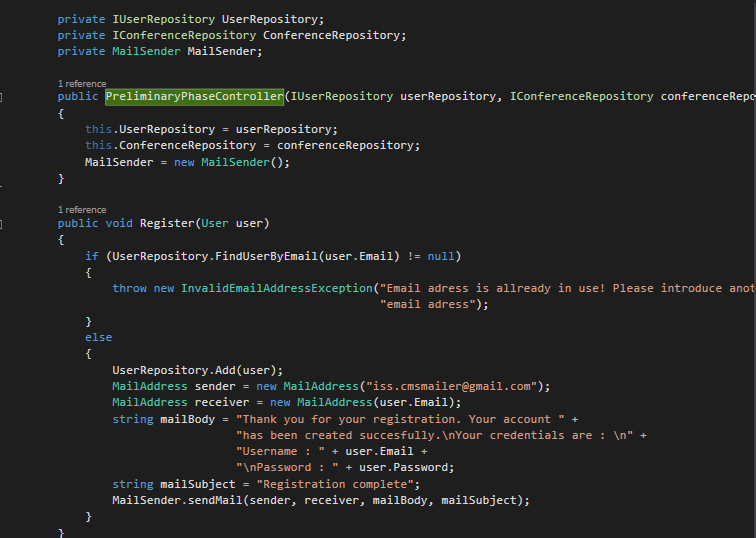 private IUserRepository UserRepository;
private IConferenceRepository ConferenceRepository;
private MailSender MailSender;
1 reference
public PreliminaryPhaseController(IUserRepository userRepository, IConferenceRepository conferenceRepo
{
this.UserRepository = userRepository;
this.ConferenceRepository = conferenceRepository;
MailSender = new MailSender();
}
1 reference
public void Register(User user)
{
if (UserRepository.FindUserByEmail(user.Email) != null)
{
throw new InvalidEmailAddressException("Email adress is allready in use! Please introduce anot
"email adress");
}
else
{
UserRepository.Add(user);
MailAddress sender = new MailAddress("iss.cmsmailer@gmail.com");
MailAddress receiver = new MailAddress(user.Email);
string mailBody = "Thank you for your registration. Your account " +
"has been created succesfully.\nYour credentials are : \n" +
"Username : " + user.Email +
"\nPassword : " + user.Password;
string mailSubject = "Registration complete";
MailSender.sendMail(sender, receiver, mailBody, mailSubject);
}
}